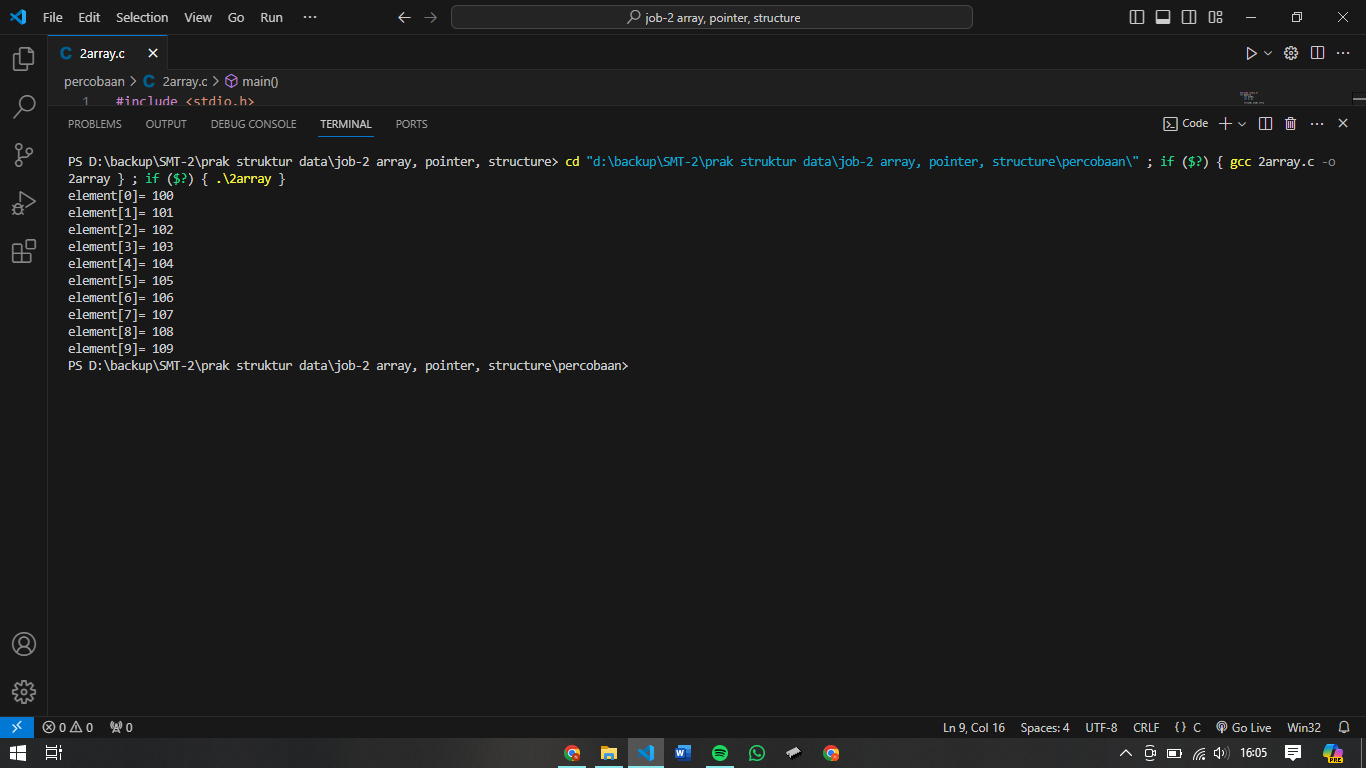 File Edit Selection View Go Run ··· job-2 array, pointer, structure
C 2array.c
percobaan > C 2array.c > main()
1 #include <stdio.h>
PROBLEMS OUTPUT DEBUG CONSOLE TERMINAL PORTS Code
PS D:\backup\SMT-2\prak struktur data\job-2 array, pointer, structure> cd "d:\backup\SMT-2\prak struktur data\job-2 array, pointer, structure\percobaan\" ; if ($?) { gcc 2array.c -o
2array } ; if ($?) { .\2array }
element[0]= 100
element[1]= 101
element[2]= 102
element[3]= 103
element[4]= 104
element[5]= 105
element[6]= 106
element[7]= 107
element[8]= 108
element[9]= 109
PS D:\backup\SMT-2\prak struktur data\job-2 array, pointer, structure\percobaan>
0 0 0 Ln 9, Col 16 Spaces: 4 UTF-8 CRLF {} C Go Live Win32
W 16:05 PRE